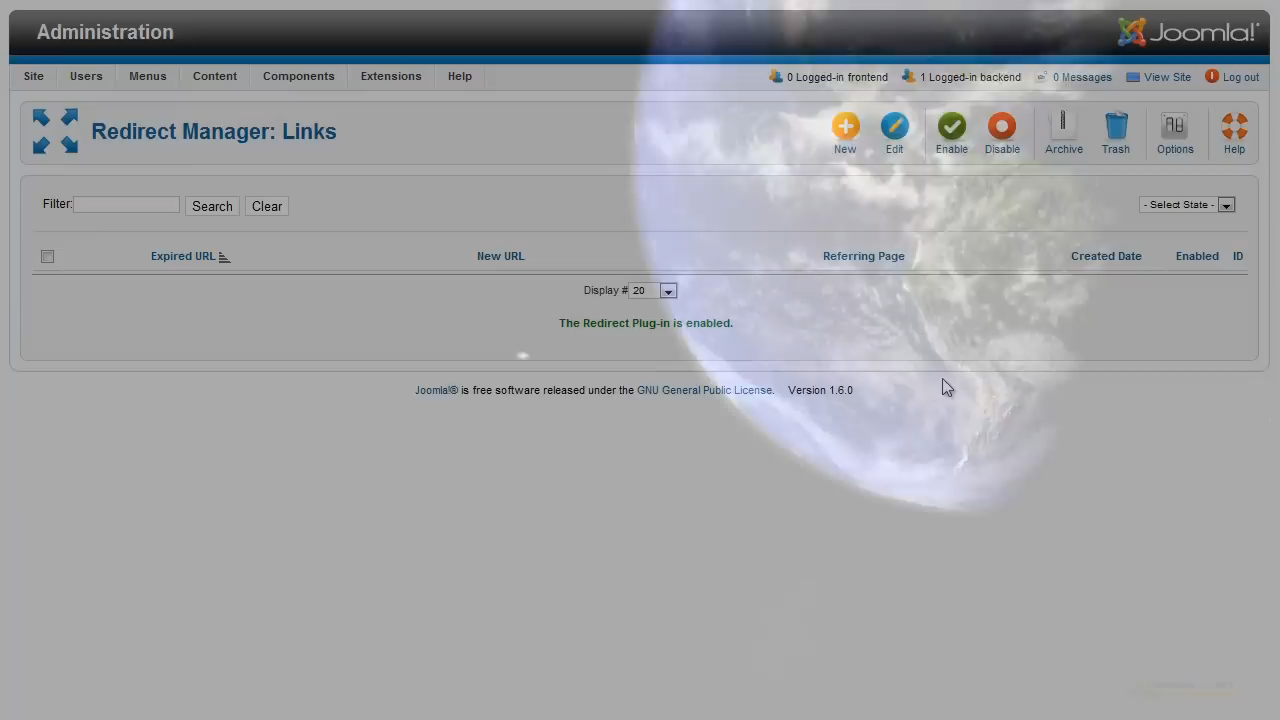 Administration
Joomla!®
Site Users Menus Content Components Extensions Help
0 Logged-in frontend 1 Logged-in backend 0 Messages View Site Log out
Redirect Manager: Links
New Edit Enable Disable Archive Trash Options Help
Filter: Search Clear - Select State -
Expired URL New URL Referring Page Created Date Enabled ID
Display # 20
The Redirect Plug-in is enabled.
Joomla!® is free software released under the GNU General Public License. Version 1.6.0